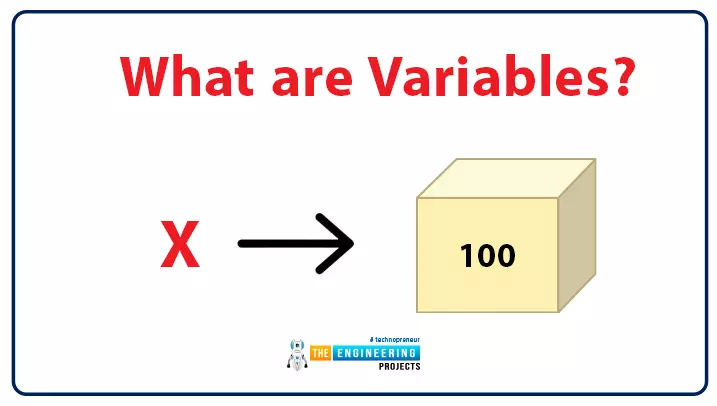 What are Variables?
X
100
# technopreneur
THE ENGINEERING
PROJECTS